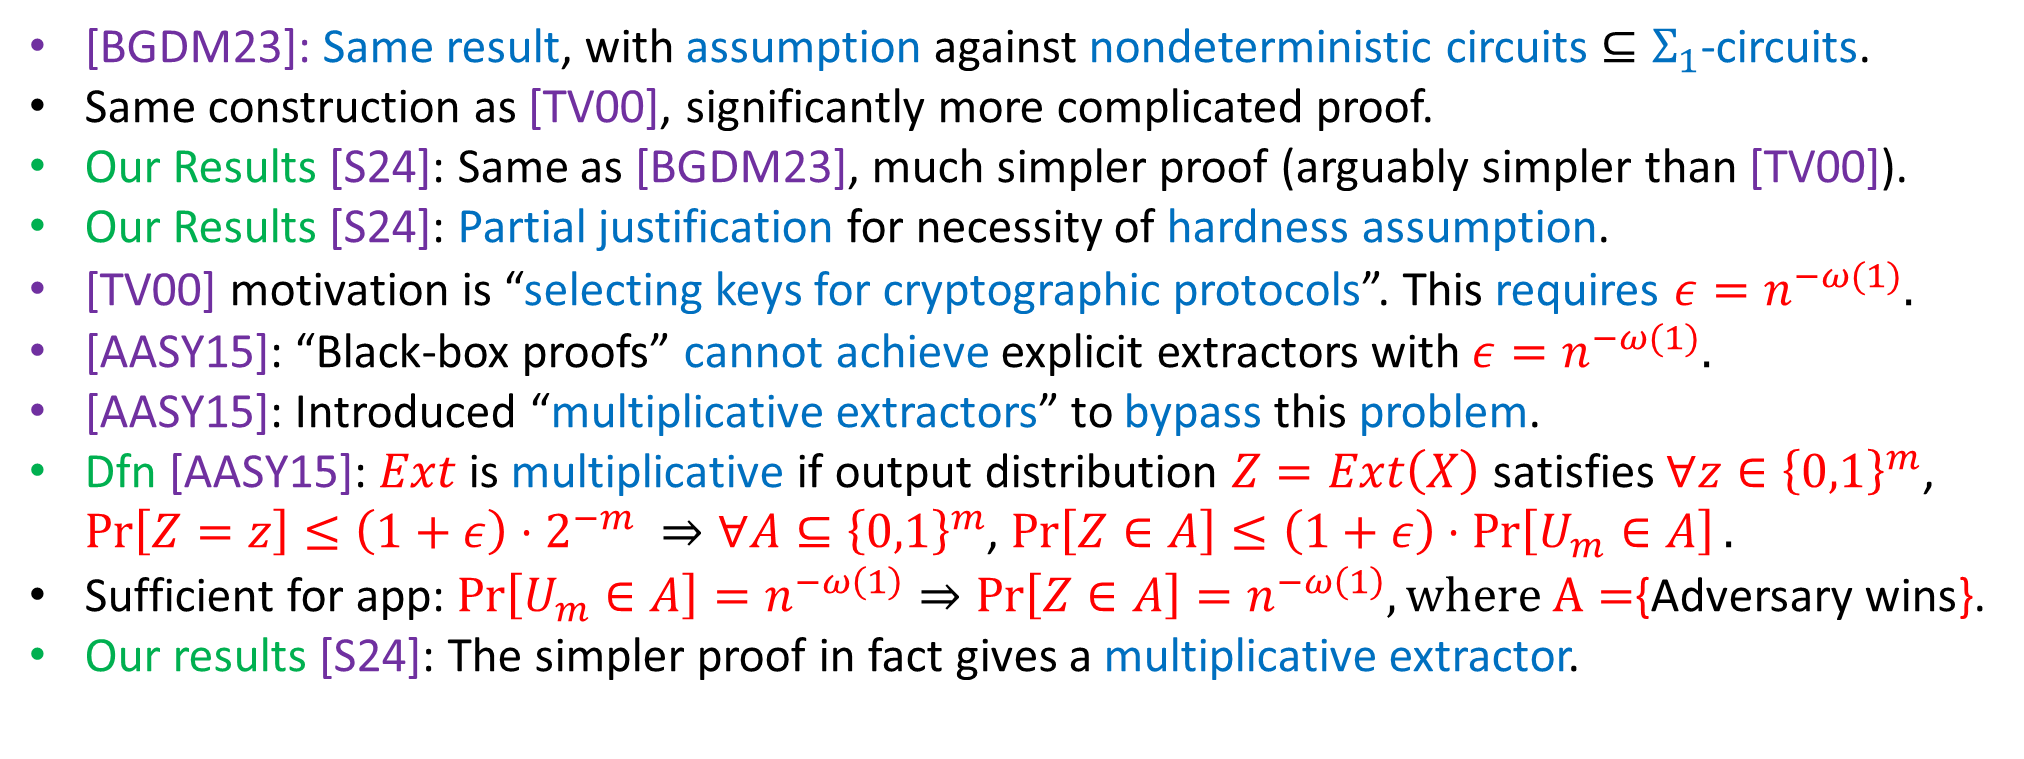 • [BGDM23]: Same result, with assumption against nondeterministic circuits ⊆ Σ₁-circuits.
• Same construction as [TV00], significantly more complicated proof.
• Our Results [S24]: Same as [BGDM23], much simpler proof (arguably simpler than [TV00]).
• Our Results [S24]: Partial justification for necessity of hardness assumption.
• [TV00] motivation is “selecting keys for cryptographic protocols”. This requires ϵ = n^{−ω(1)}.
• [AASY15]: “Black-box proofs” cannot achieve explicit extractors with ϵ = n^{−ω(1)}.
• [AASY15]: Introduced “multiplicative extractors” to bypass this problem.
• Dfn [AASY15]: Ext is multiplicative if output distribution Z = Ext(X) satisfies ∀z ∈ {0,1}^m,
Pr[Z = z] ≤ (1 + ϵ) · 2^{−m} ⇒ ∀A ⊆ {0,1}^m, Pr[Z ∈ A] ≤ (1 + ϵ) · Pr[U_m ∈ A] .
• Sufficient for app: Pr[U_m ∈ A] = n^{−ω(1)} ⇒ Pr[Z ∈ A] = n^{−ω(1)}, where A ={Adversary wins}.
• Our results [S24]: The simpler proof in fact gives a multiplicative extractor.